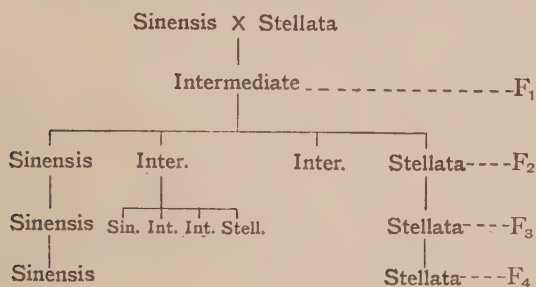 Sinensis X Stellata
Intermediate F1
Sinensis Inter. Inter. Stellata F2
Sinensis Sin. Int. Int. Stell. Stellata F3
Sinensis Stellata F4